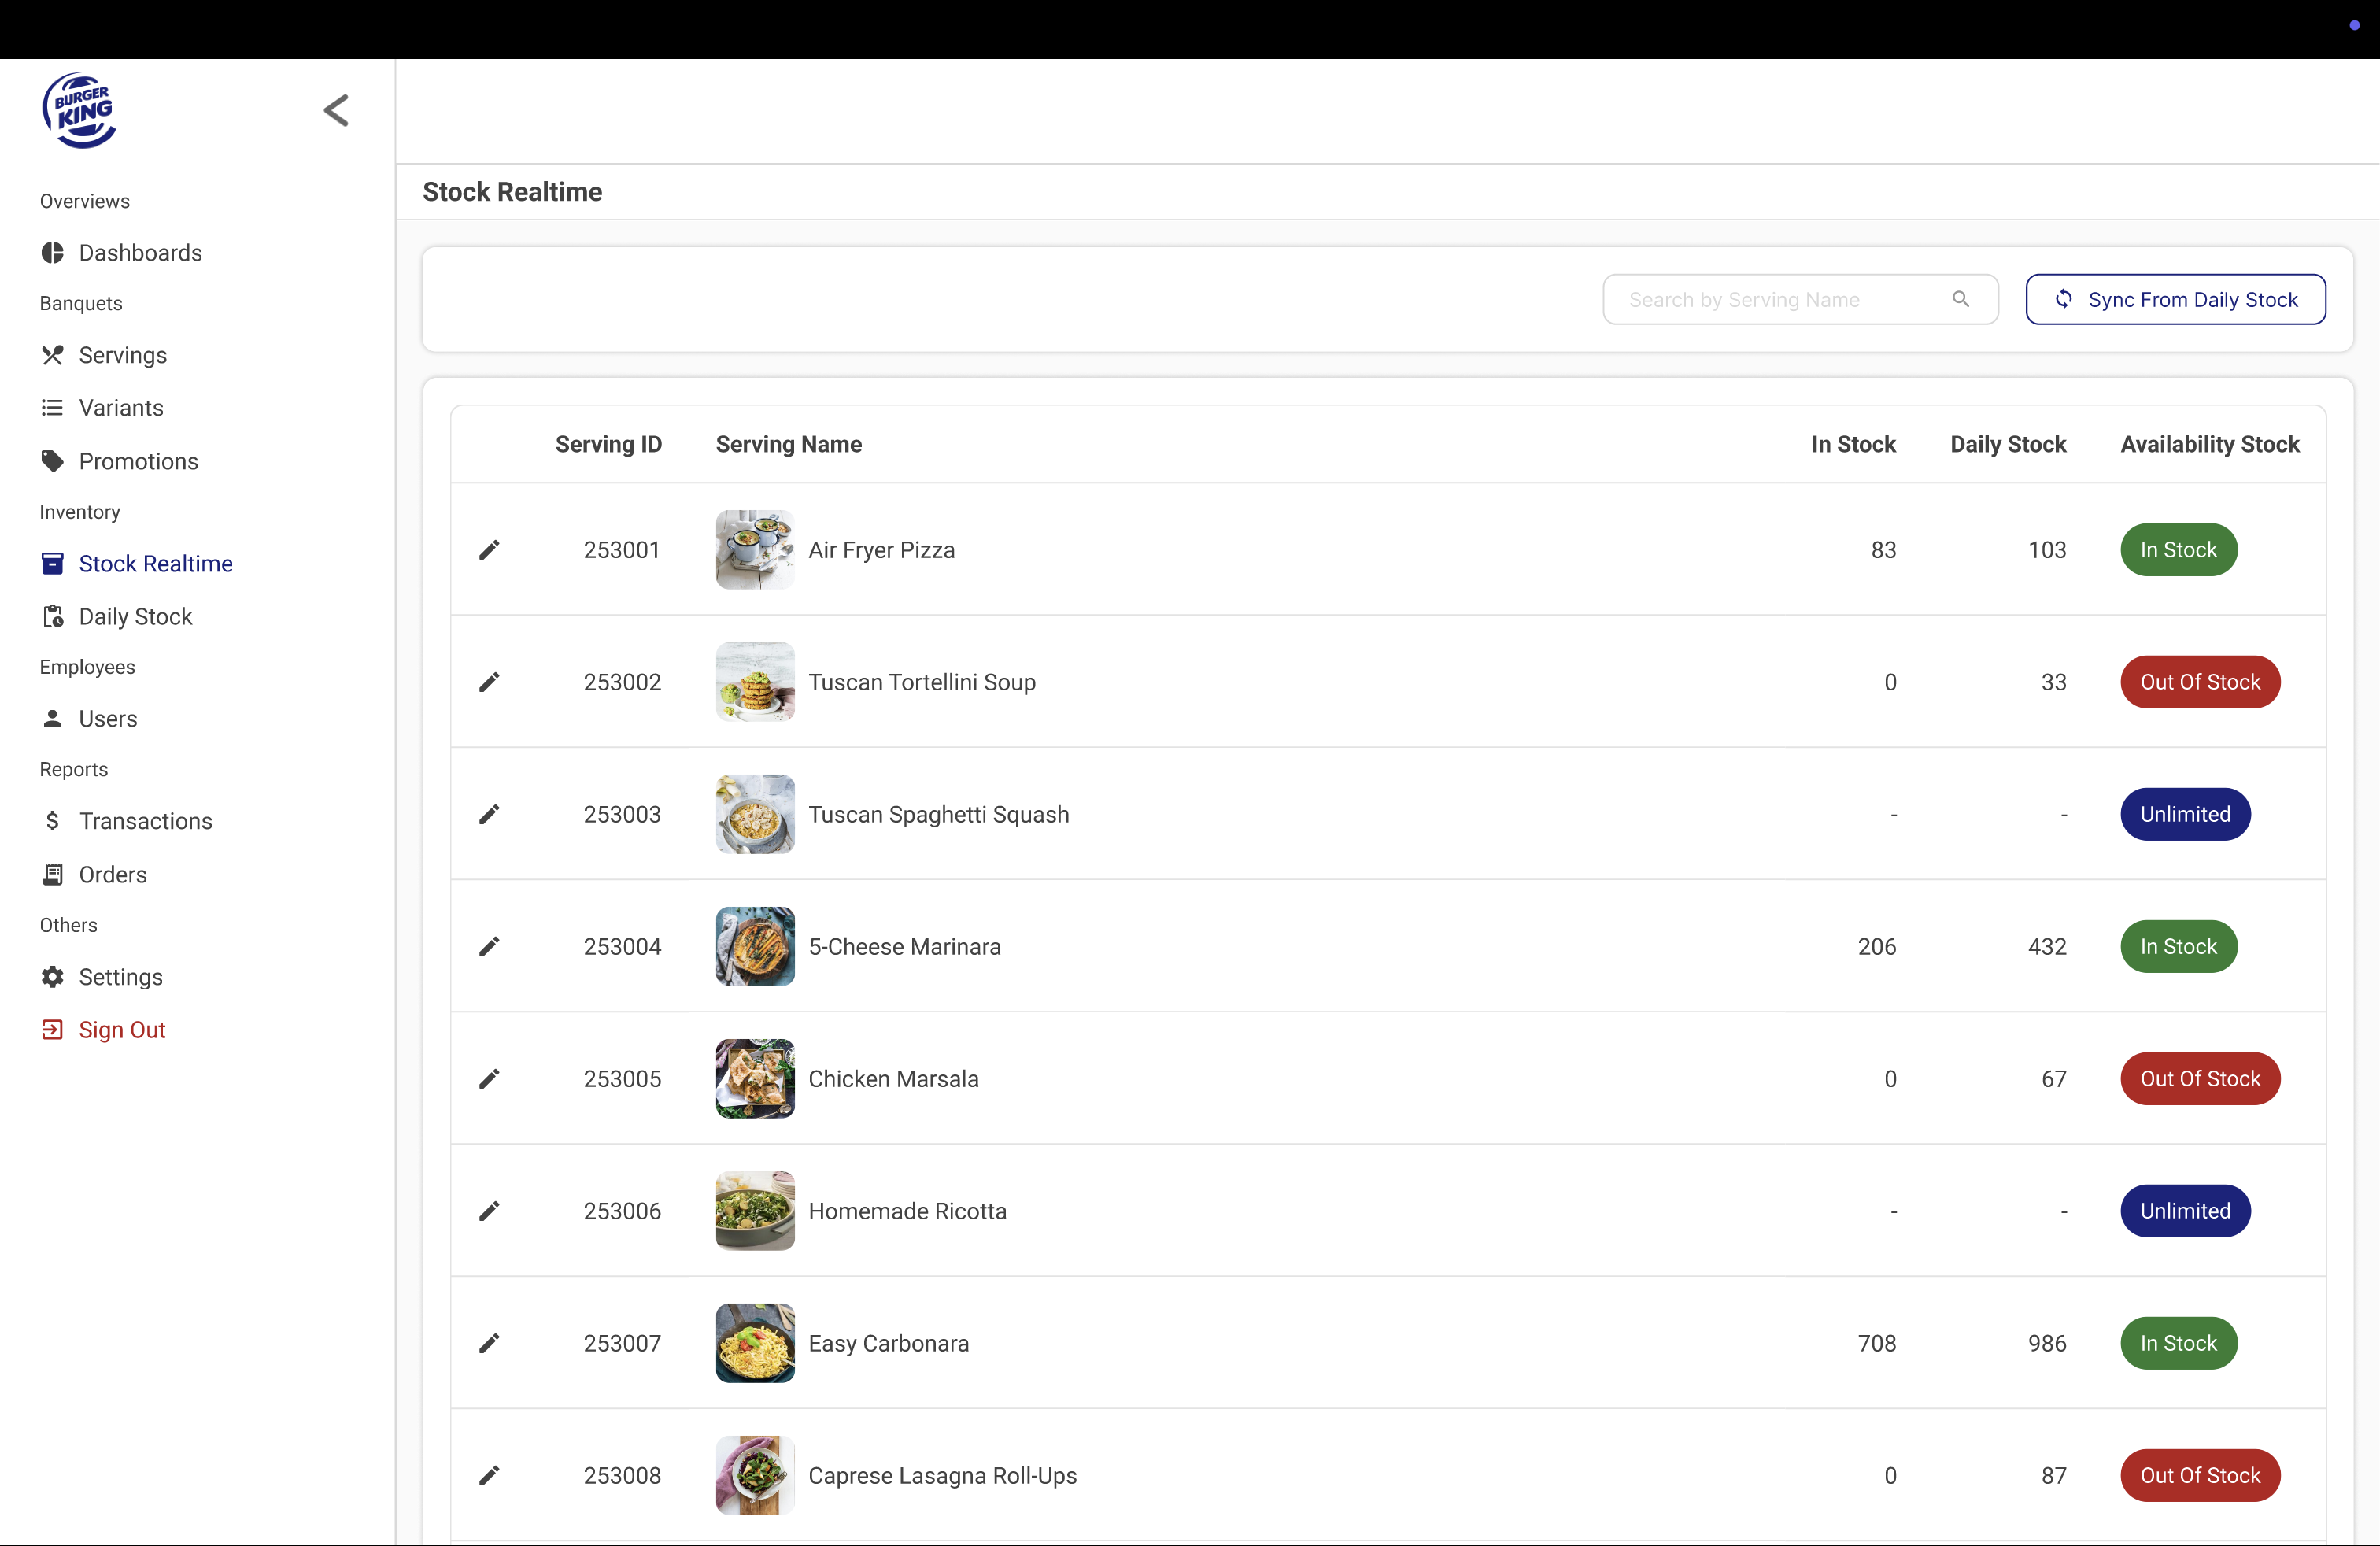 BURGER
KING
Overviews
Dashboards
Banquets
Servings
Variants
Promotions
Inventory
Stock Realtime
Daily Stock
Employees
Users
Reports
Transactions
Orders
Others
Settings
Sign Out
Stock Realtime
Search by Serving Name
Sync From Daily Stock
Serving ID Serving Name In Stock Daily Stock Availability Stock
253001 Air Fryer Pizza 83 103 In Stock
253002 Tuscan Tortellini Soup 0 33 Out Of Stock
253003 Tuscan Spaghetti Squash - - Unlimited
253004 5-Cheese Marinara 206 432 In Stock
253005 Chicken Marsala 0 67 Out Of Stock
253006 Homemade Ricotta - - Unlimited
253007 Easy Carbonara 708 986 In Stock
253008 Caprese Lasagna Roll-Ups 0 87 Out Of Stock